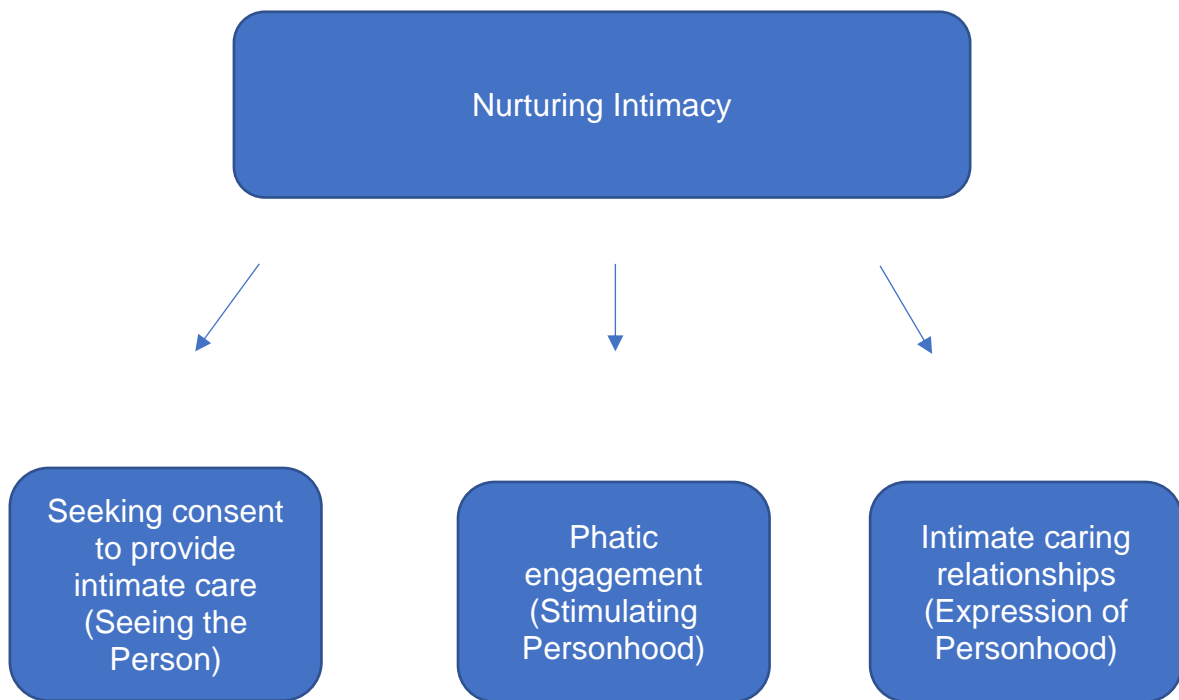 Nurturing Intimacy
Seeking consent
to provide
intimate care
(Seeing the
Person)
Phatic
engagement
(Stimulating
Personhood)
Intimate caring
relationships
(Expression of
Personhood)